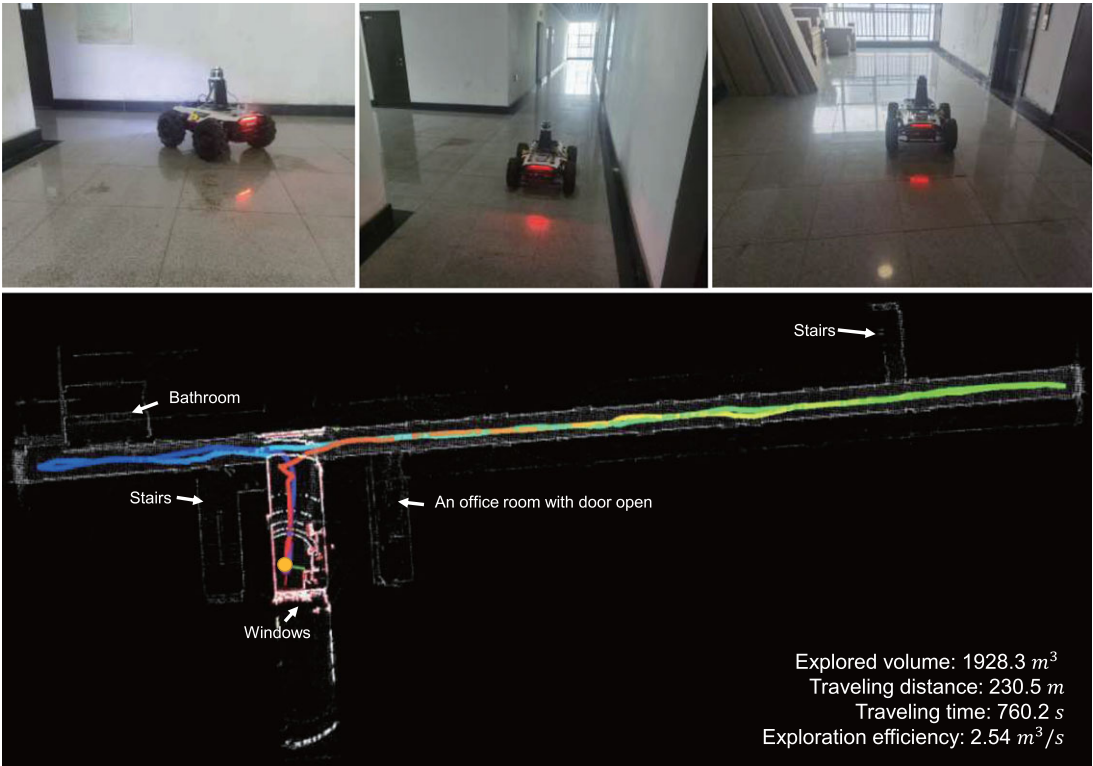 Stairs
Bathroom
Stairs
An office room with door open
Windows
Explored volume: 1928.3 m³
Traveling distance: 230.5 m
Traveling time: 760.2 s
Exploration efficiency: 2.54 m³/s